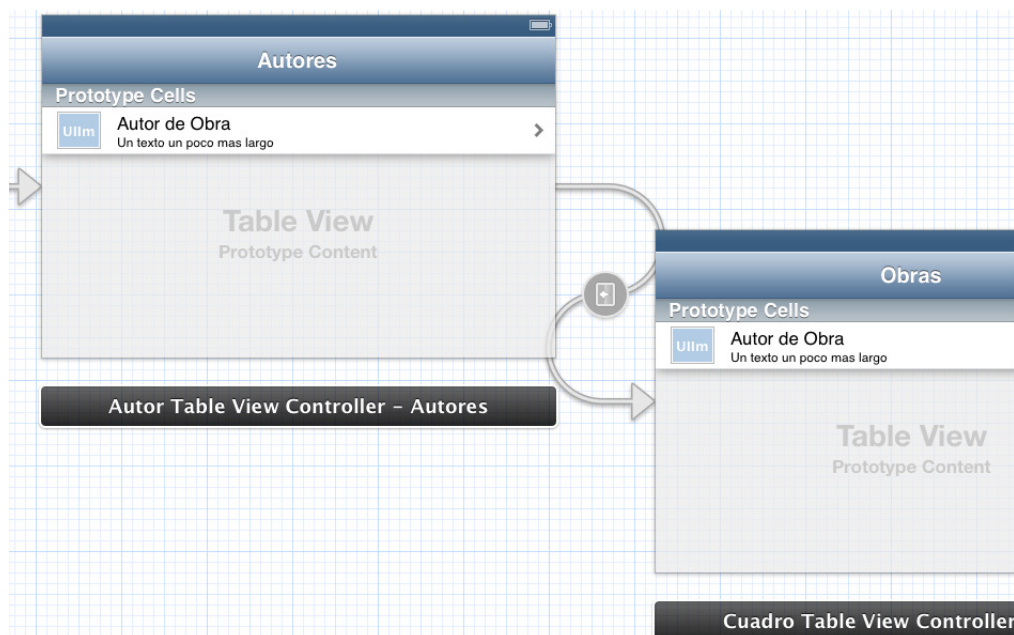 Autores
Prototype Cells
UIIm
Autor de Obra
Un texto un poco mas largo
Table View
Prototype Content
Autor Table View Controller – Autores
Obras
Prototype Cells
UIIm
Autor de Obra
Un texto un poco mas largo
Table View
Prototype Content
Cuadro Table View Controller